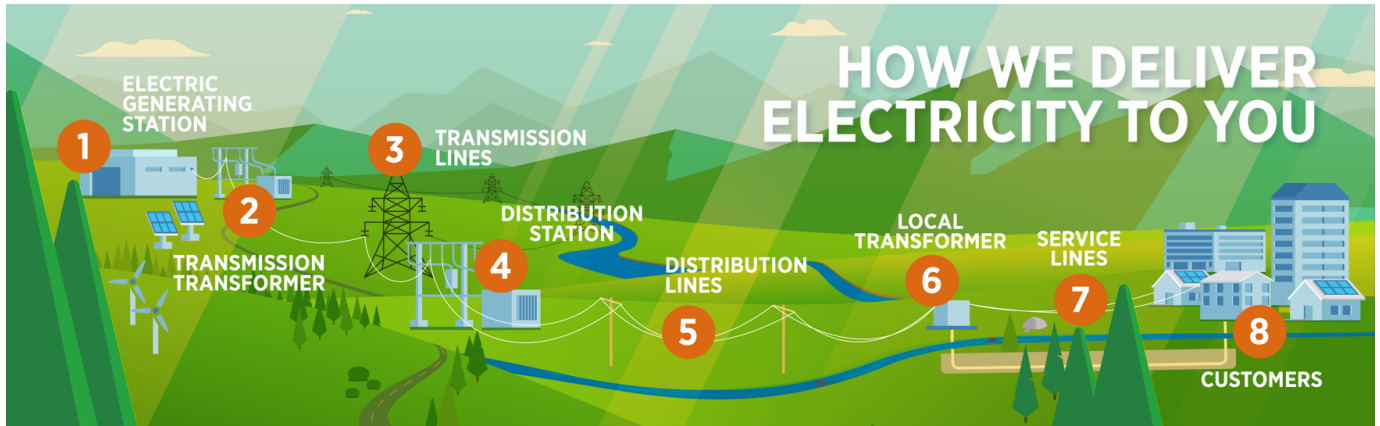 HOW WE DELIVER
ELECTRICITY TO YOU
1
ELECTRIC
GENERATING
STATION
2
TRANSMISSION
TRANSFORMER
3
TRANSMISSION
LINES
4
DISTRIBUTION
STATION
5
DISTRIBUTION
LINES
6
LOCAL
TRANSFORMER
7
SERVICE
LINES
8
CUSTOMERS